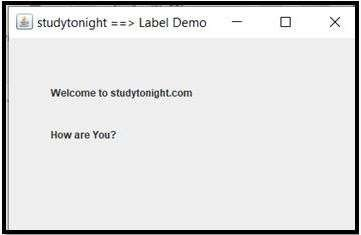 studytonight ==> Label Demo
Welcome to studytonight.com
How are You?